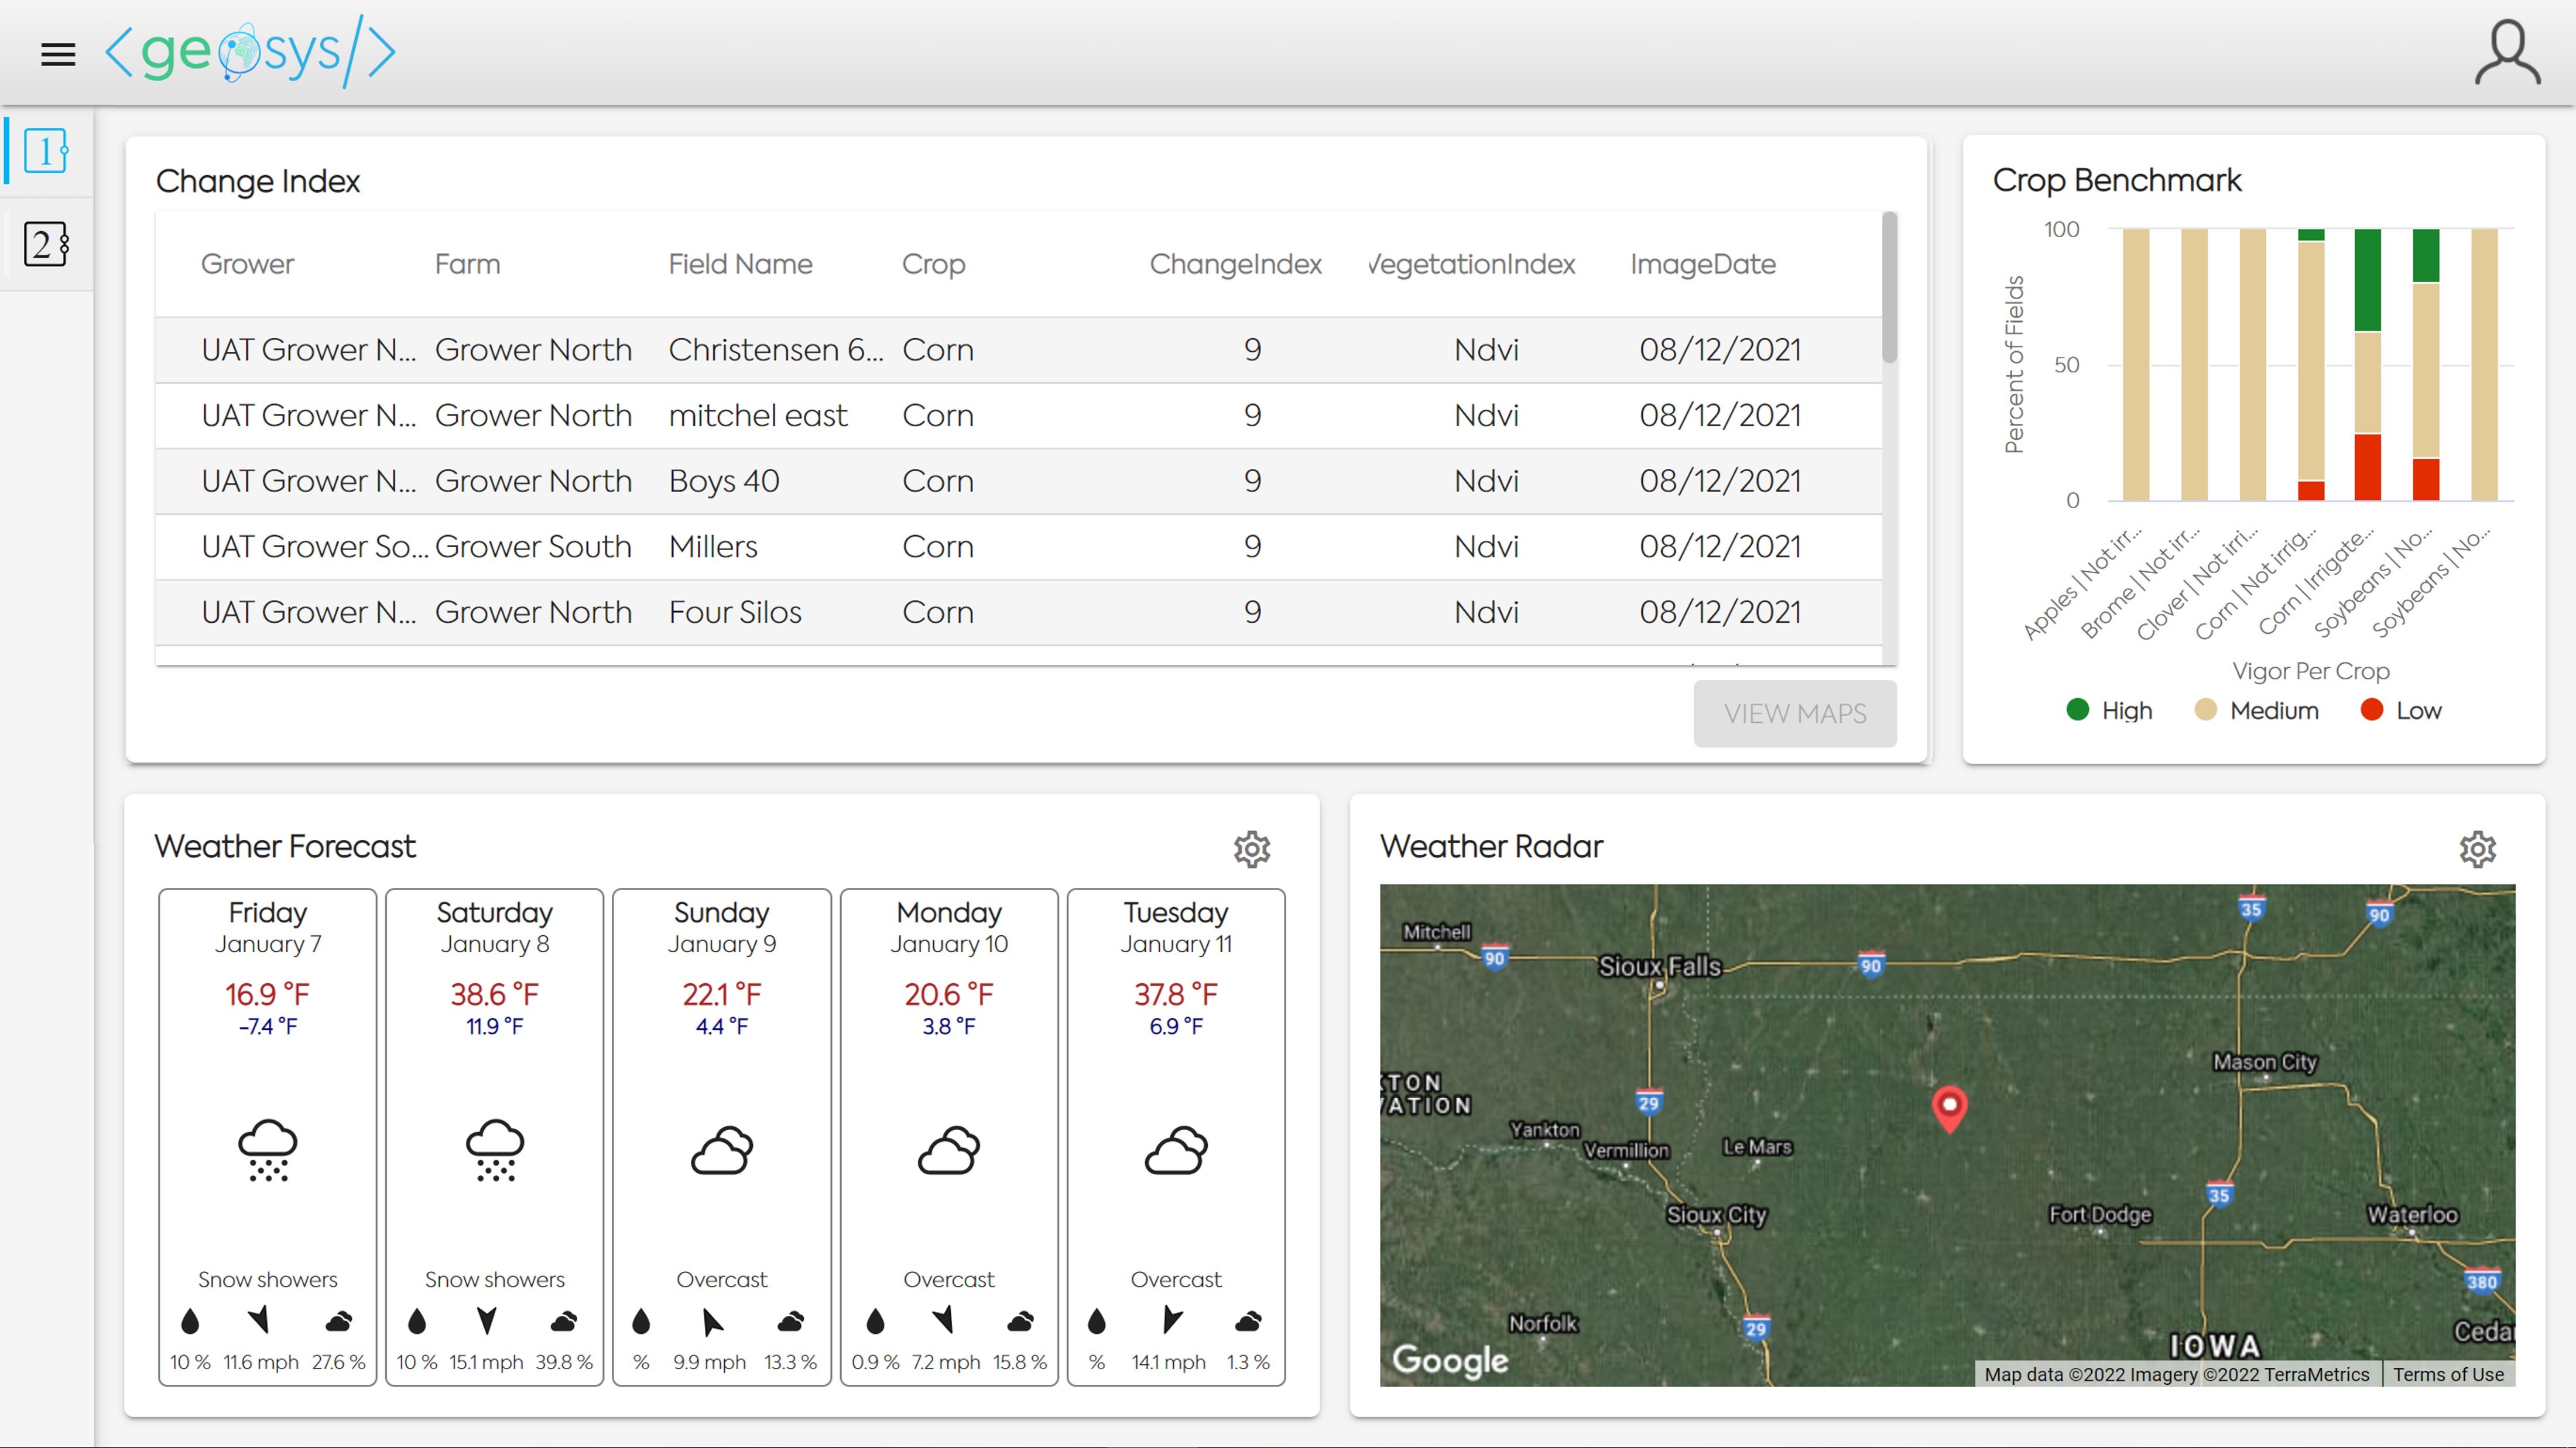 <geosys/>
1
2
Change Index
Grower Farm Field Name Crop ChangeIndex VegetationIndex ImageDate
UAT Grower N... Grower North Christensen 6... Corn 9 Ndvi 08/12/2021
UAT Grower N... Grower North mitchel east Corn 9 Ndvi 08/12/2021
UAT Grower N... Grower North Boys 40 Corn 9 Ndvi 08/12/2021
UAT Grower So... Grower South Millers Corn 9 Ndvi 08/12/2021
UAT Grower N... Grower North Four Silos Corn 9 Ndvi 08/12/2021
VIEW MAPS
Crop Benchmark
100
50
0
Percent of Fields
Apples | Not irr...
Brome | Not irr...
Clover | Not irri...
Corn | Not irrig...
Corn | Irrigate...
Soybeans | No...
Soybeans | No...
Vigor Per Crop
High Medium Low
Weather Forecast
Friday
January 7
16.9 °F
-7.4 °F
Snow showers
10 % 11.6 mph 27.6 %
Saturday
January 8
38.6 °F
11.9 °F
Snow showers
10 % 15.1 mph 39.8 %
Sunday
January 9
22.1 °F
4.4 °F
Overcast
% 9.9 mph 13.3 %
Monday
January 10
20.6 °F
3.8 °F
Overcast
0.9 % 7.2 mph 15.8 %
Tuesday
January 11
37.8 °F
6.9 °F
Overcast
% 14.1 mph 1.3 %
Weather Radar
35
90
Mitchell
90
Sioux Falls
90
Mason City
KTON
VATION
29
Yankton
Vermillion
Le Mars
35
Sioux City
Fort Dodge
Waterloo
380
Norfolk
29
Ceda
IOWA
Google
Map data ©2022 Imagery ©2022 TerraMetrics Terms of Use